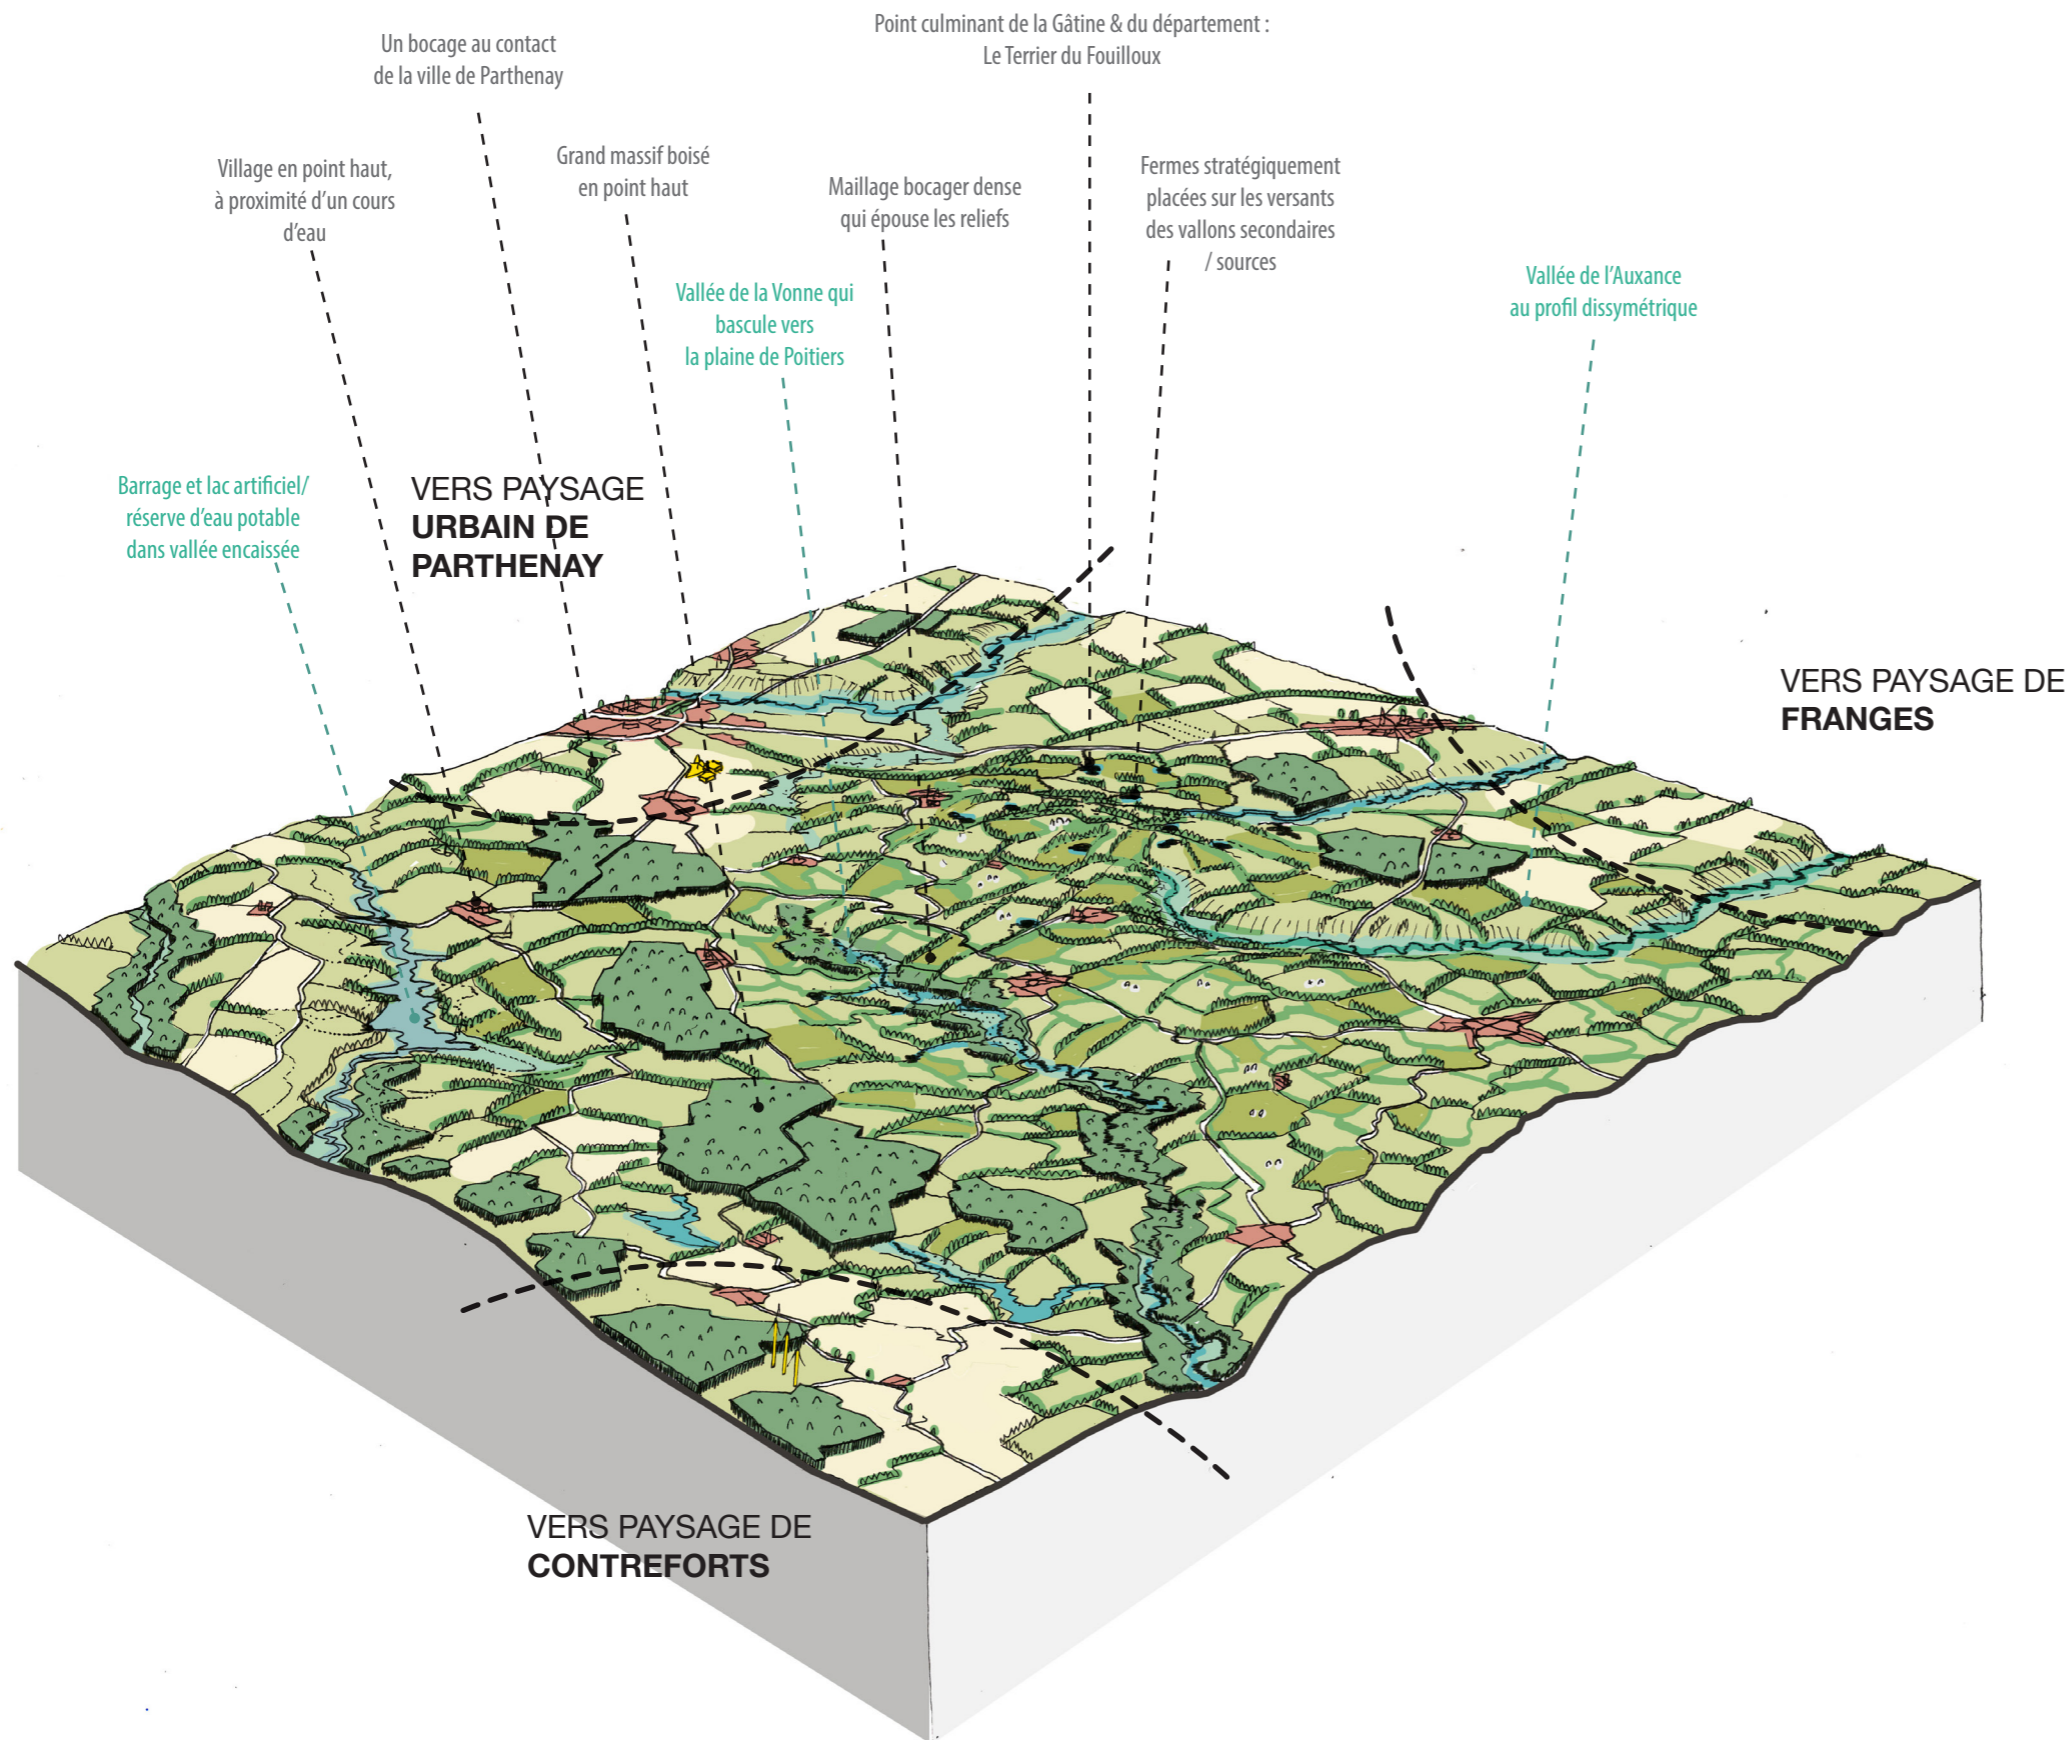 Point culminant de la Gâtine & du département :
Le Terrier du Fouilloux
Un bocage au contact
de la ville de Parthenay
Grand massif boisé
en point haut
Village en point haut,
à proximité d'un cours
d'eau
Maillage bocager dense
qui épouse les reliefs
Fermes stratégiquement
placées sur les versants
des vallons secondaires
/ sources
Vallée de la Vonne qui
bascule vers
la plaine de Poitiers
Vallée de l'Auxance
au profil dissymétrique
Barrage et lac artificiel/
réserve d'eau potable
dans vallée encaissée
VERS PAYSAGE
URBAIN DE
PARTHENAY
VERS PAYSAGE DE
FRANGES
VERS PAYSAGE DE
CONTREFORTS